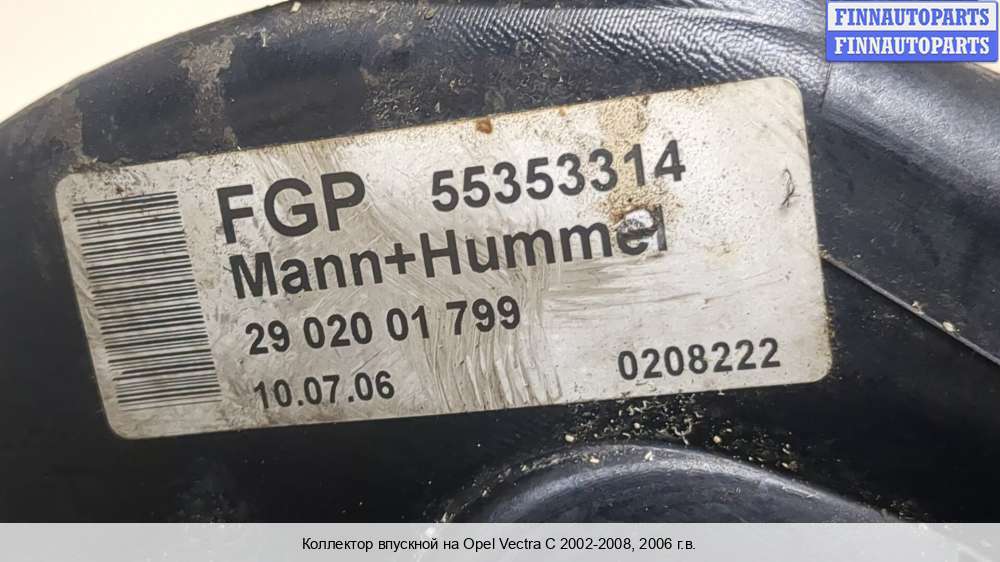 FINNAUTOPARTS
FINNAUTOPARTS
FGP 55353314
Mann+Hummel
29 020 01 799
10.07.06 0208222
Коллектор впускной на Opel Vectra C 2002-2008, 2006 г.в.